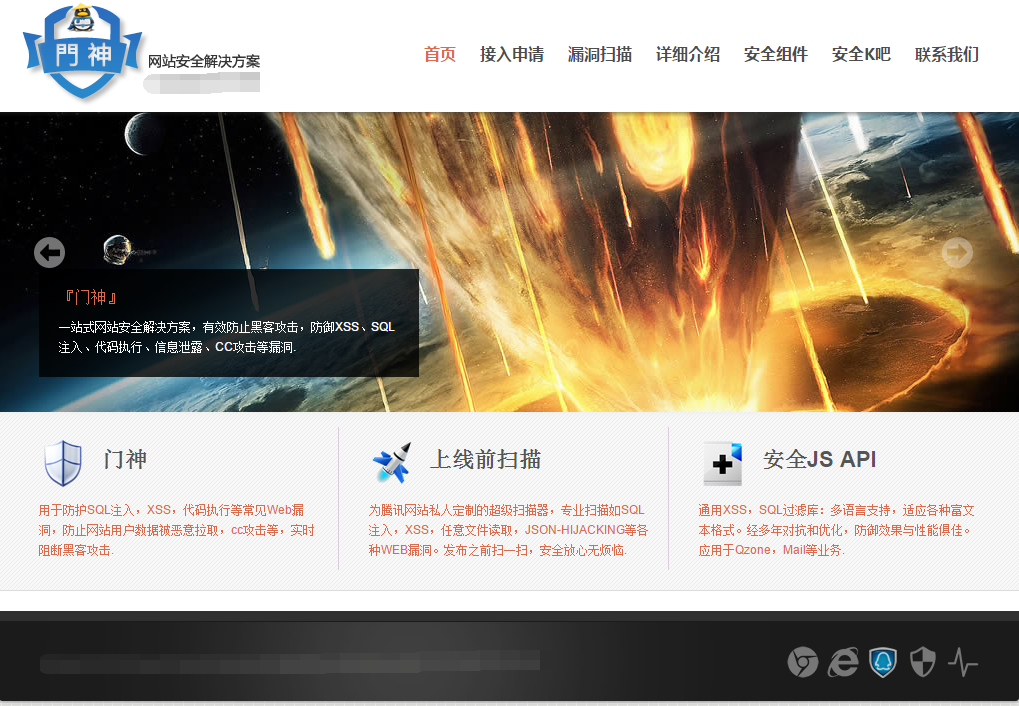 門神
网站安全解决方案
首页 接入申请 漏洞扫描 详细介绍 安全组件 安全K吧 联系我们
『门神』
一站式网站安全解决方案，有效防止黑客攻击，防御XSS、SQL
注入、代码执行、信息泄露、CC攻击等漏洞.
门神
用于防护SQL注入，XSS，代码执行等常见Web漏
洞，防止网站用户数据被恶意拉取，cc攻击等，实时
阻断黑客攻击.
上线前扫描
为腾讯网站私人定制的超级扫描器，专业扫描如SQL
注入，XSS，任意文件读取，JSON-HIJACKING等各
种WEB漏洞。发布之前扫一扫，安全放心无烦恼.
安全JS API
通用XSS，SQL过滤库：多语言支持，适应各种富文
本格式。经多年对抗和优化，防御效果与性能俱佳。
应用于Qzone，Mail等业务.